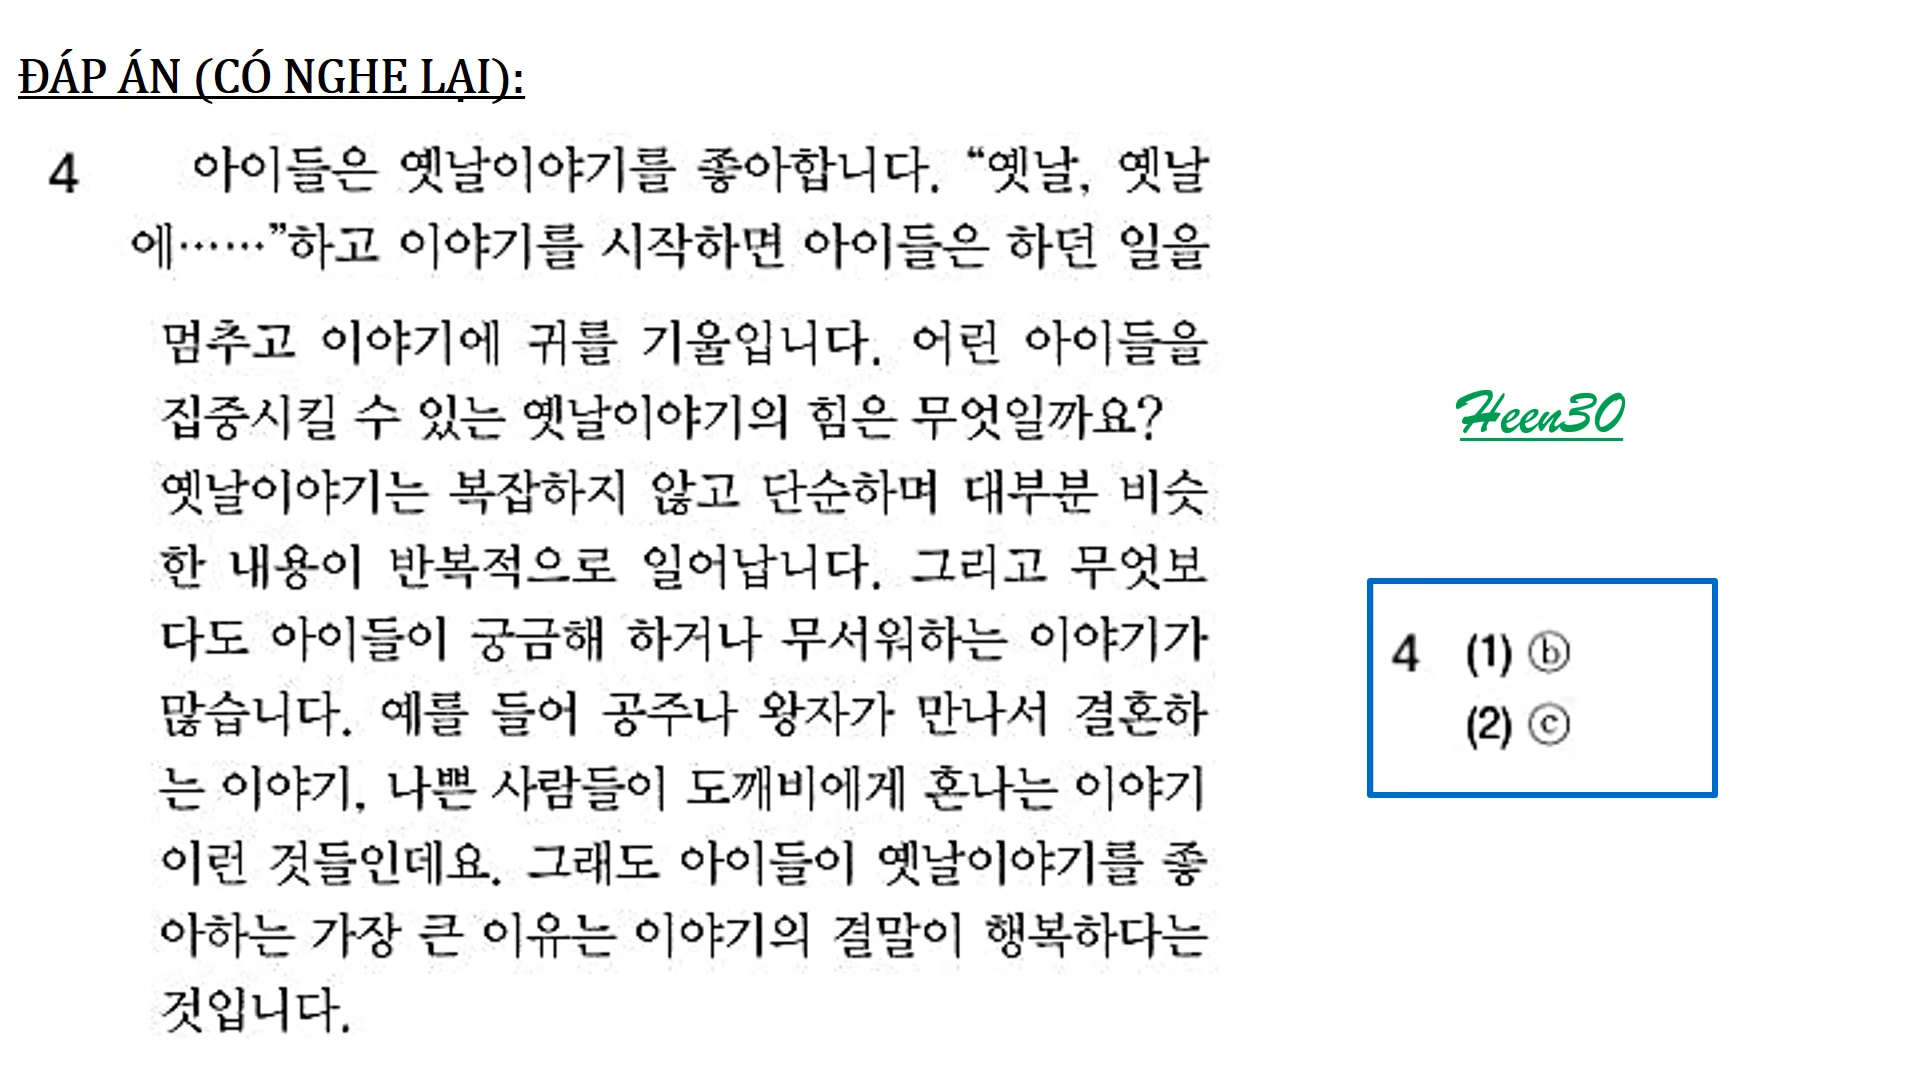 ĐÁP ÁN (CÓ NGHE LẠI):
4 아이들은 옛날이야기를 좋아합니다. “옛날, 옛날
에……”하고 이야기를 시작하면 아이들은 하던 일을
멈추고 이야기에 귀를 기울입니다. 어린 아이들을
집중시킬 수 있는 옛날이야기의 힘은 무엇일까요?
옛날이야기는 복잡하지 않고 단순하며 대부분 비슷
한 내용이 반복적으로 일어납니다. 그리고 무엇보
다도 아이들이 궁금해 하거나 무서워하는 이야기가
많습니다. 예를 들어 공주나 왕자가 만나서 결혼하
는 이야기, 나쁜 사람들이 도깨비에게 혼나는 이야기
이런 것들인데요. 그래도 아이들이 옛날이야기를 좋
아하는 가장 큰 이유는 이야기의 결말이 행복하다는
것입니다.
Heen30
4 (1) ⓑ
(2) ⓒ